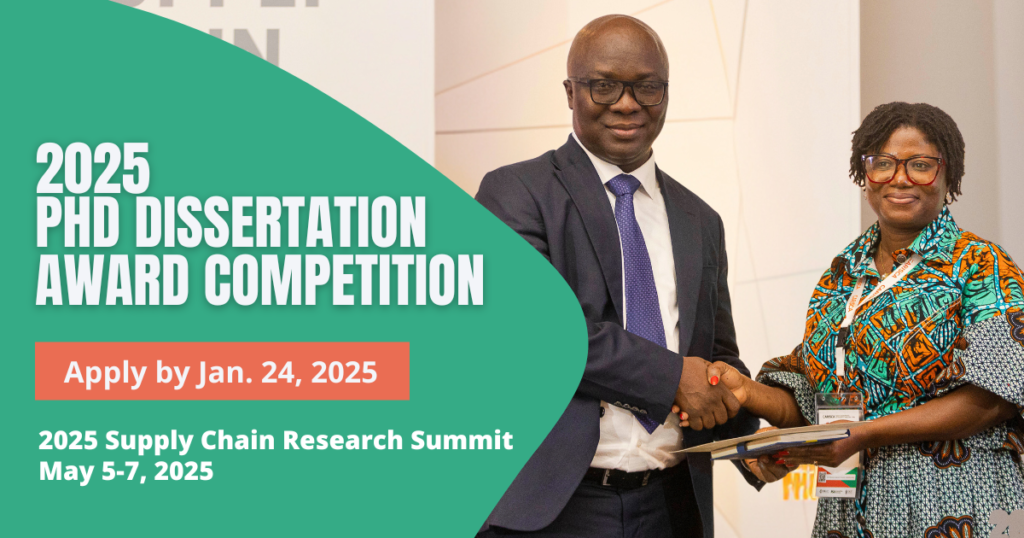 2025
PHD DISSERTATION
AWARD COMPETITION
Apply by Jan. 24, 2025
2025 Supply Chain Research Summit
May 5-7, 2025